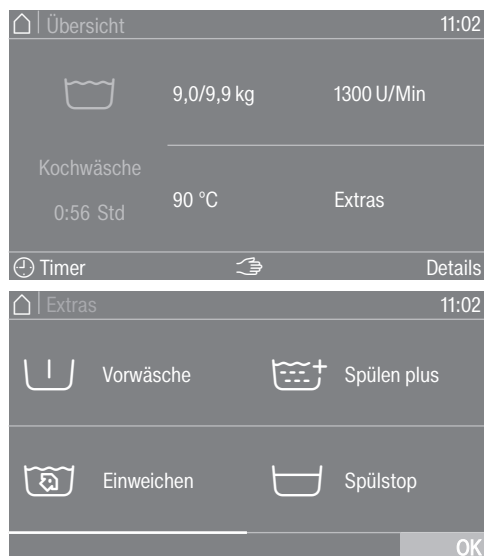 Übersicht 11:02
9,0/9,9 kg 1300 U/Min
Kochwäsche
0:56 Std
90 °C Extras
Timer Details
Extras 11:02
Vorwäsche Spülen plus
Einweichen Spülstop
OK